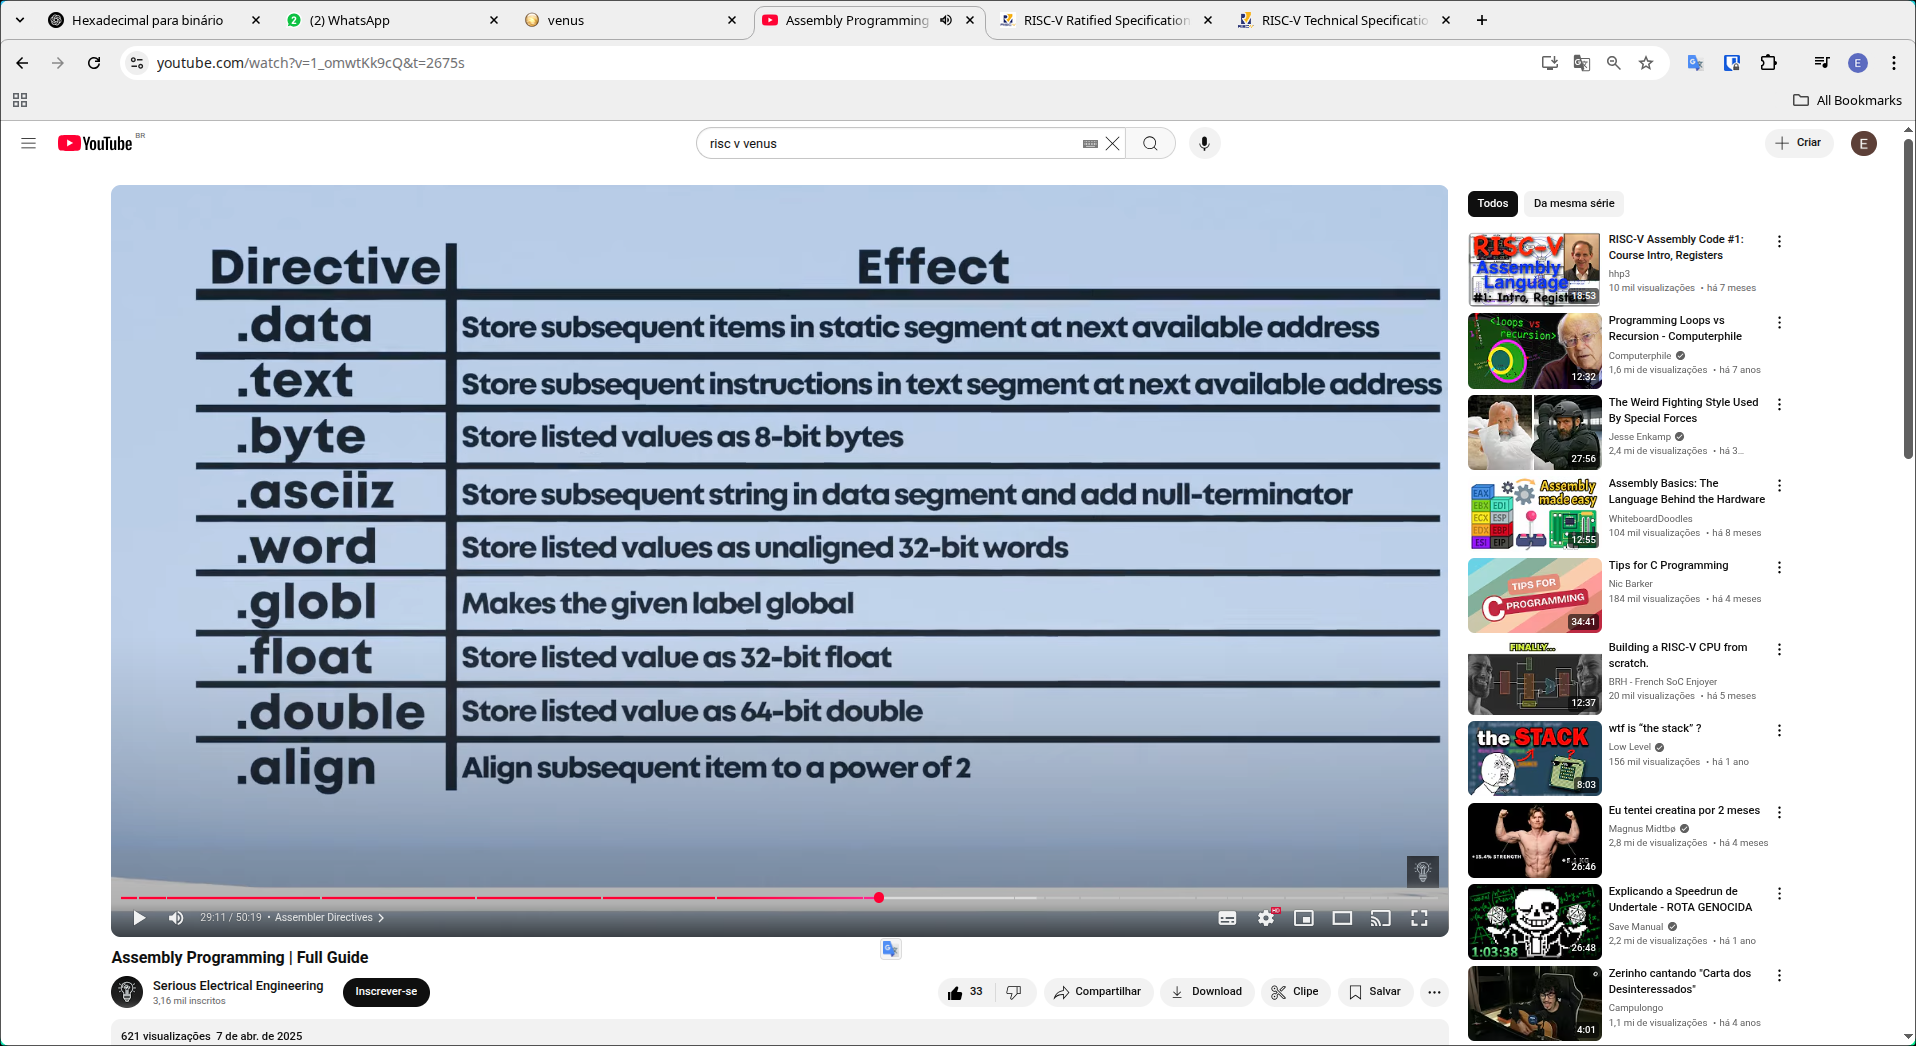 Hexadecimal para binário
(2) WhatsApp
venus
Assembly Programming
RISC-V Ratified Specification
RISC-V Technical Specificatio
youtube.com/watch?v=1_omwtKk9cQ&t=2675s
E
All Bookmarks
YouTube BR
risc v venus
Criar
E
Directive Effect
.data Store subsequent items in static segment at next available address
.text Store subsequent instructions in text segment at next available address
.byte Store listed values as 8-bit bytes
.asciiz Store subsequent string in data segment and add null-terminator
.word Store listed values as unaligned 32-bit words
.globl Makes the given label global
.float Store listed value as 32-bit float
.double Store listed value as 64-bit double
.align Align subsequent item to a power of 2
29:11 / 50:19 • Assembler Directives
HD
Assembly Programming | Full Guide
Serious Electrical Engineering
3,16 mil inscritos
Inscrever-se
33
Compartilhar
Download
Clipe
Salvar
621 visualizações 7 de abr. de 2025
Todos
Da mesma série
RISC-V
Assembly
Language
#1: Intro, Registers
18:53
RISC-V Assembly Code #1:
Course Intro, Registers
hhp3
10 mil visualizações • há 7 meses
<loops vs
recursion>
12:32
Programming Loops vs
Recursion - Computerphile
Computerphile
1,6 mi de visualizações • há 7 anos
27:56
The Weird Fighting Style Used
By Special Forces
Jesse Enkamp
2,4 mi de visualizações • há 3...
Assembly
made easy
EAX
EBX EDI
ECX ESP
EDX EBP
ESI EIP
12:55
Assembly Basics: The
Language Behind the Hardware
WhiteboardDoodles
104 mil visualizações • há 8 meses
TIPS FOR
C PROGRAMMING
34:41
Tips for C Programming
Nic Barker
184 mil visualizações • há 4 meses
FINALLY...
12:37
Building a RISC-V CPU from
scratch.
BRH - French SoC Enjoyer
20 mil visualizações • há 5 meses
the STACK
8:03
wtf is “the stack” ?
Low Level
156 mil visualizações • há 1 ano
+15.4% STRENGTH
26:46
Eu tentei creatina por 2 meses
Magnus Midtbø
2,8 mi de visualizações • há 4 meses
1:03:38
26:48
Explicando a Speedrun de
Undertale - ROTA GENOCIDA
Save Manual
2,2 mi de visualizações • há 1 ano
4:01
Zerinho cantando "Carta dos
Desinteressados"
Campulongo
1,1 mi de visualizações • há 4 anos